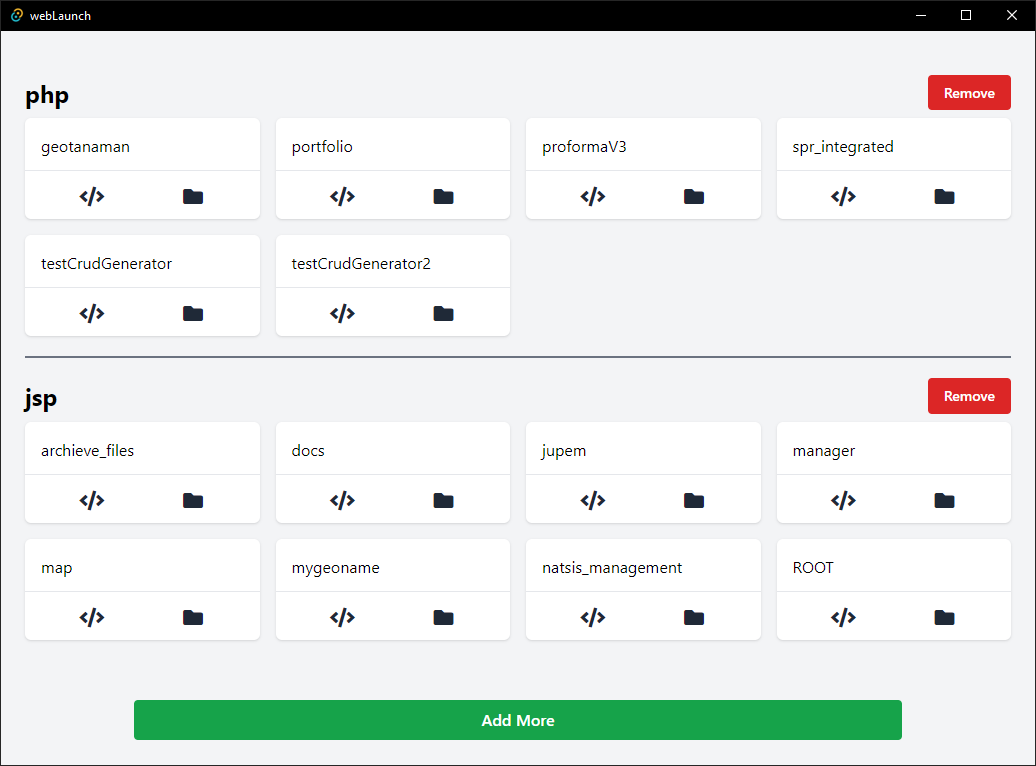 webLaunch
php
Remove
geotanaman
portfolio
proformaV3
spr_integrated
testCrudGenerator
testCrudGenerator2
jsp
Remove
archieve_files
docs
jupem
manager
map
mygeoname
natsis_management
ROOT
Add More